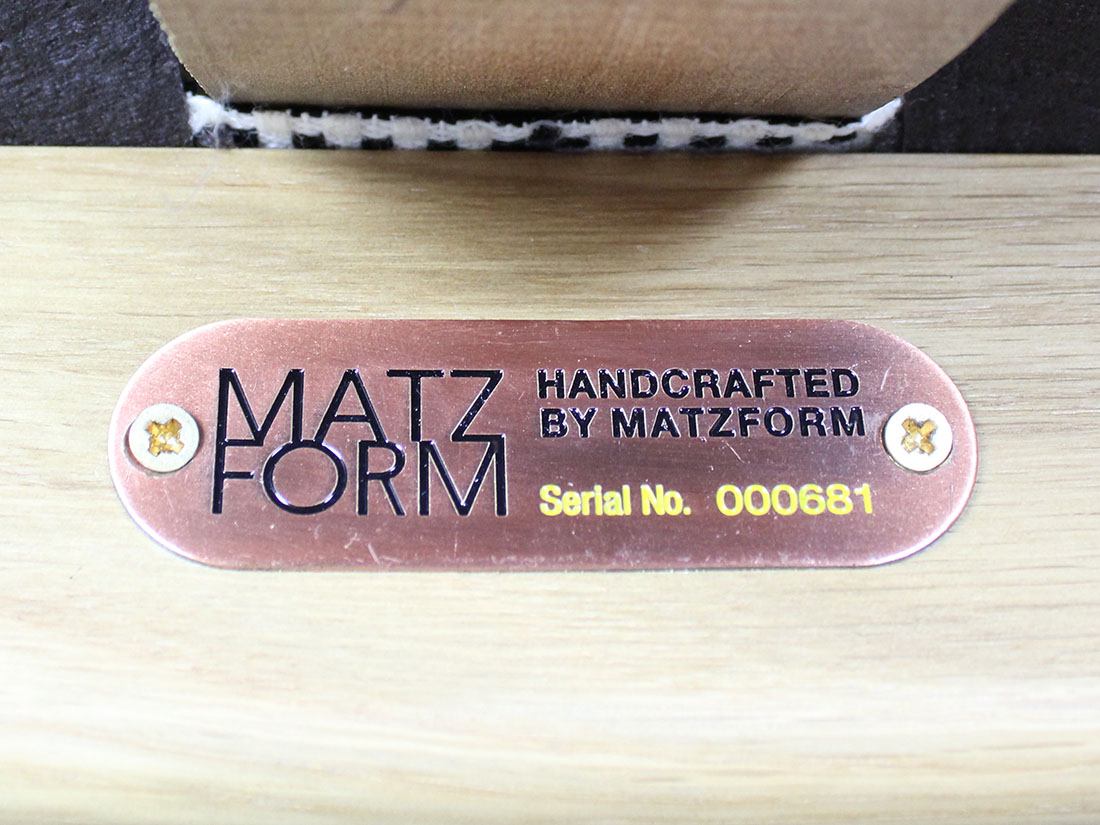 MATZ
FORM
HANDCRAFTED
BY MATZFORM
Serial No. 000681